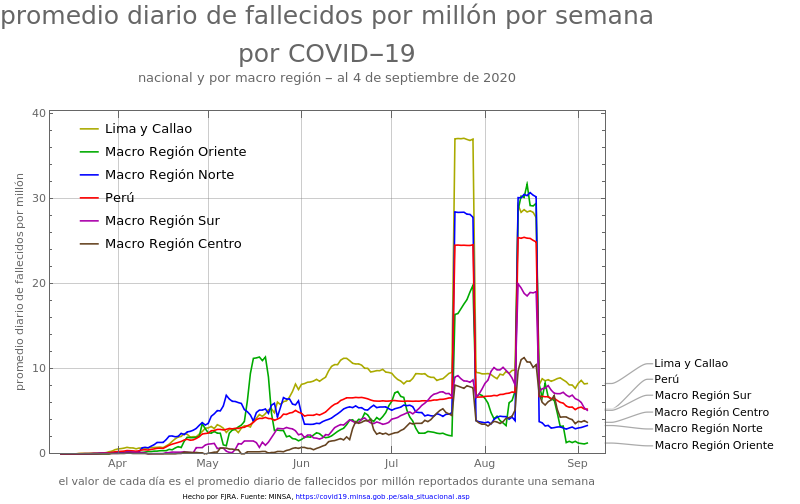 promedio diario de fallecidos por millón por semana
por COVID−19
nacional y por macro región − al 4 de septiembre de 2020
promedio diario de fallecidos por millón
40
30
20
10
0
Lima y Callao
Macro Región Oriente
Macro Región Norte
Perú
Macro Región Sur
Macro Región Centro
Apr May Jun Jul Aug Sep
Lima y Callao
Perú
Macro Región Sur
Macro Región Centro
Macro Región Norte
Macro Región Oriente
el valor de cada día es el promedio diario de fallecidos por millón reportados durante una semana
Hecho por FJRA. Fuente: MINSA, https://covid19.minsa.gob.pe/sala_situacional.asp